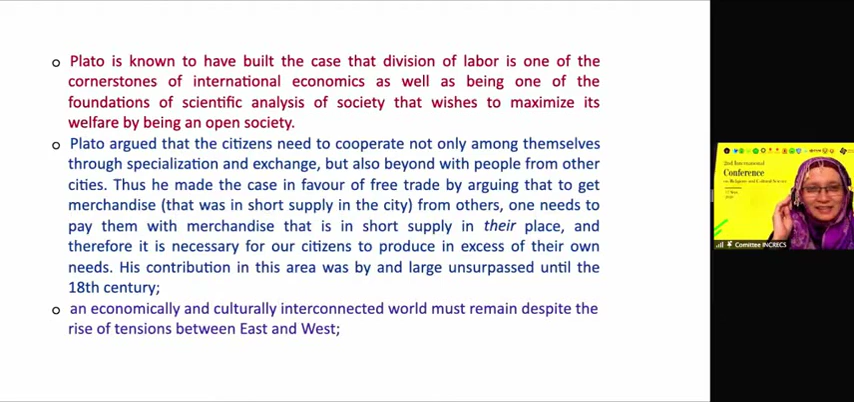 o Plato is known to have built the case that division of labor is one of the
cornerstones of international economics as well as being one of the
foundations of scientific analysis of society that wishes to maximize its
welfare by being an open society.
o Plato argued that the citizens need to cooperate not only among themselves
through specialization and exchange, but also beyond with people from other
cities. Thus he made the case in favour of free trade by arguing that to get
merchandise (that was in short supply in the city) from others, one needs to
pay them with merchandise that is in short supply in their place, and
therefore it is necessary for our citizens to produce in excess of their own
needs. His contribution in this area was by and large unsurpassed until the
18th century;
o an economically and culturally interconnected world must remain despite the
rise of tensions between East and West;
2nd International
Conference
Comittee INCRECS